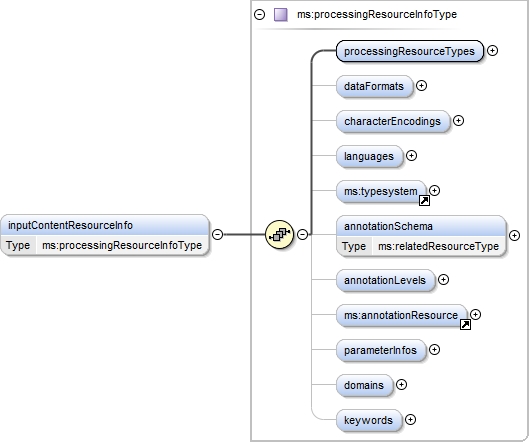 ms:processingResourceInfoType
processingResourceTypes
dataFormats
characterEncodings
languages
ms:typesystem
inputContentResourceInfo
Type ms:processingResourceInfoType
annotationSchema
Type ms:relatedResourceType
annotationLevels
ms:annotationResource
parameterInfos
domains
keywords